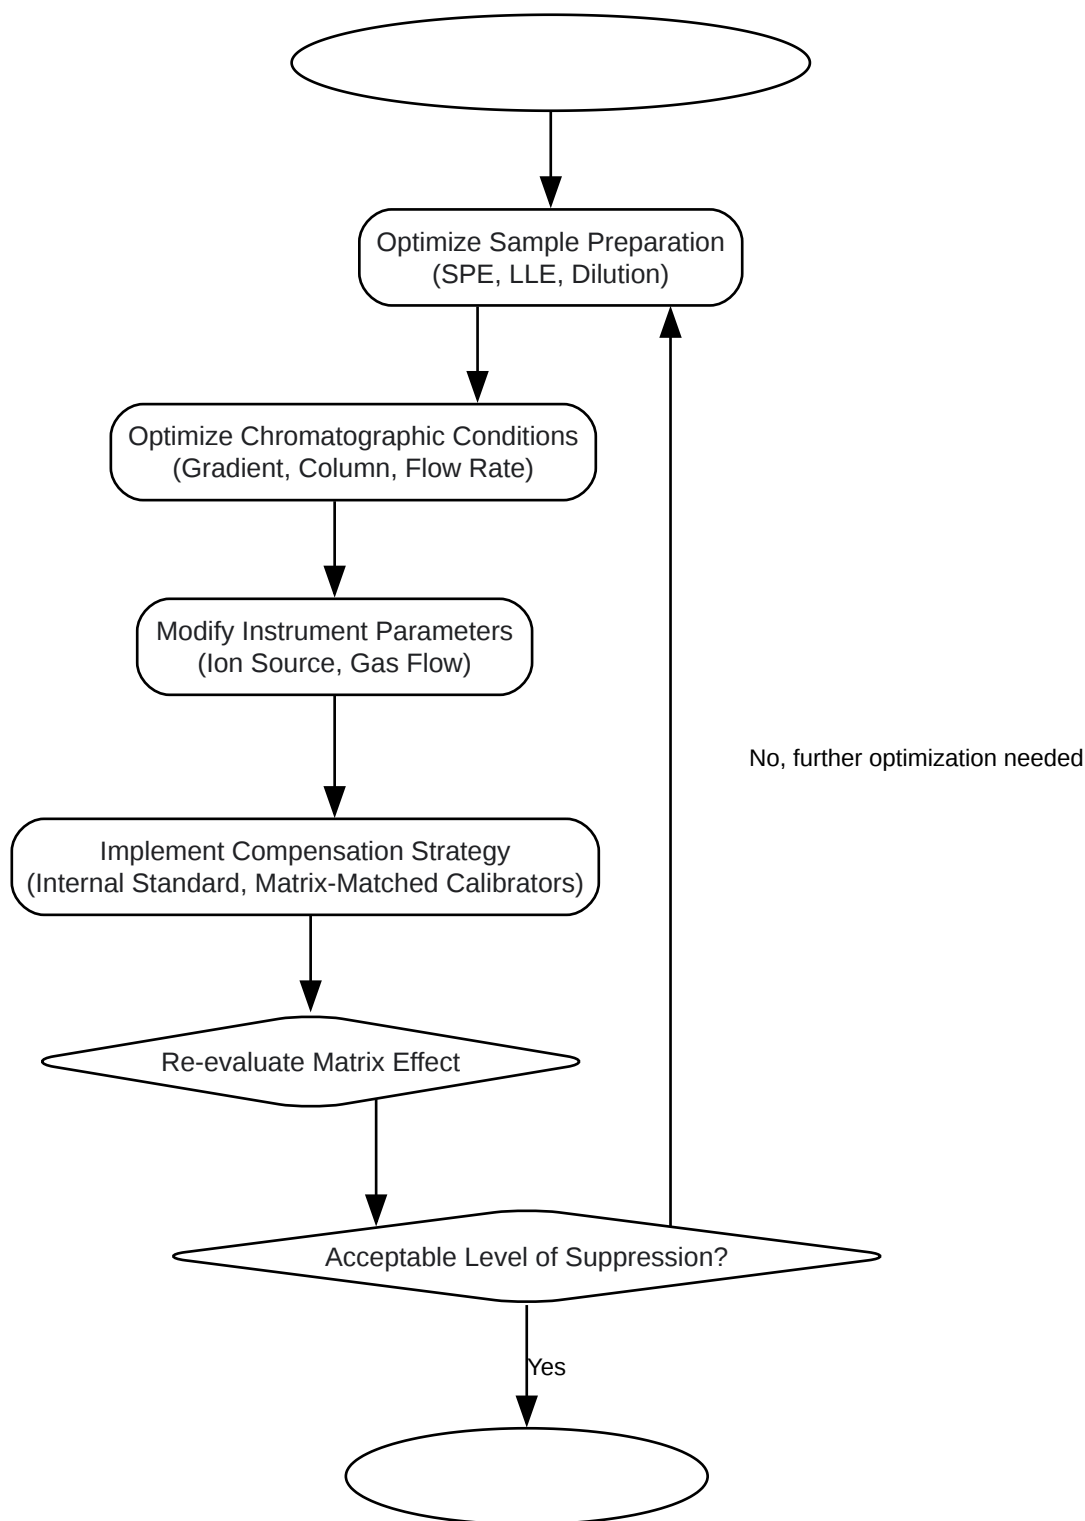 Optimize Sample Preparation
(SPE, LLE, Dilution)
Optimize Chromatographic Conditions
(Gradient, Column, Flow Rate)
Modify Instrument Parameters
(Ion Source, Gas Flow)
No, further optimization needed
Implement Compensation Strategy
(Internal Standard, Matrix-Matched Calibrators)
Re-evaluate Matrix Effect
Acceptable Level of Suppression?
Yes